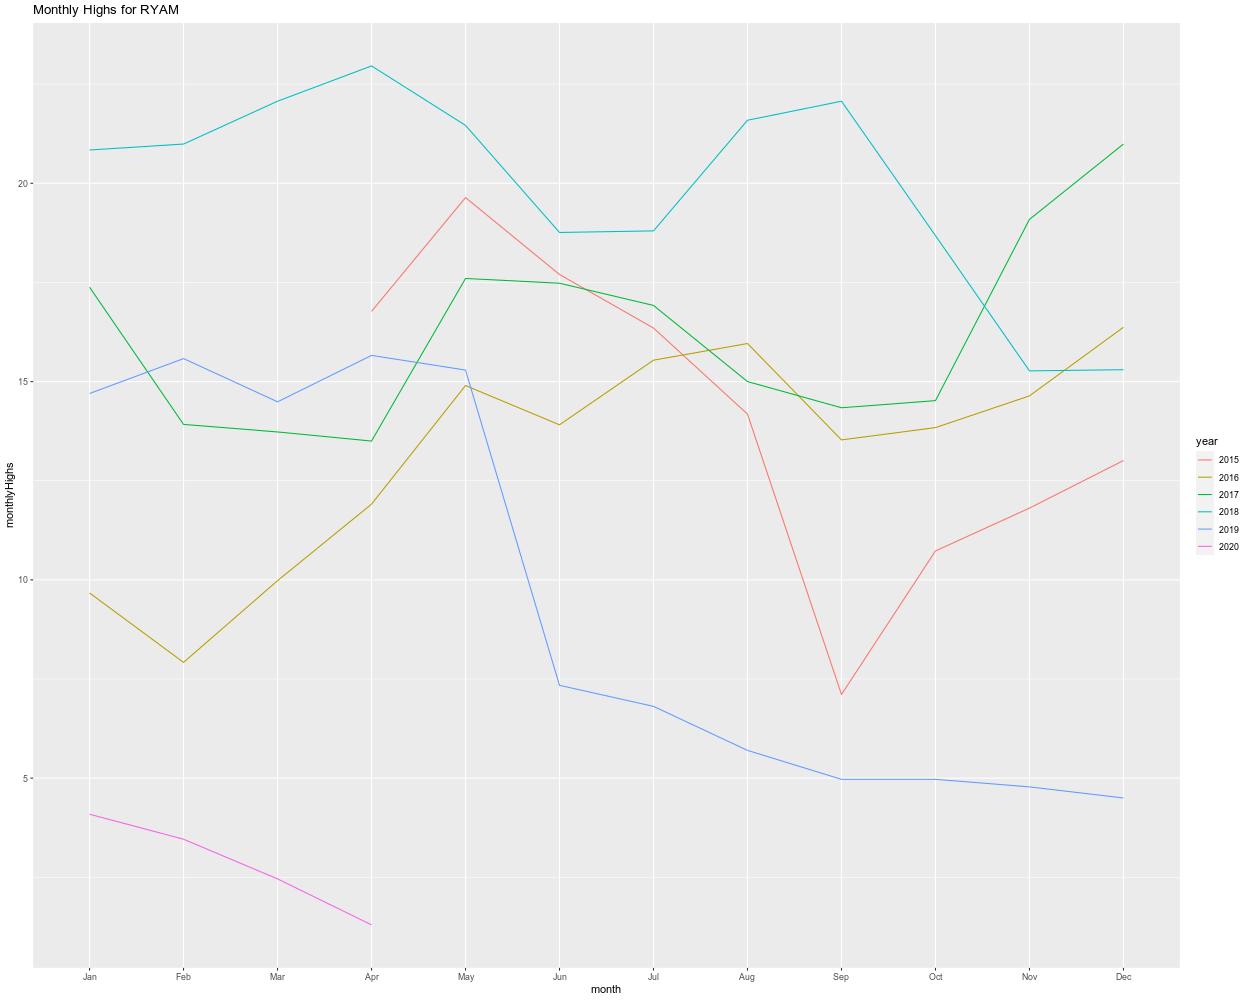 Monthly Highs for RYAM
monthlyHighs
20
15
10
5
Jan Feb Mar Apr May Jun Jul Aug Sep Oct Nov Dec
month
year
2015
2016
2017
2018
2019
2020